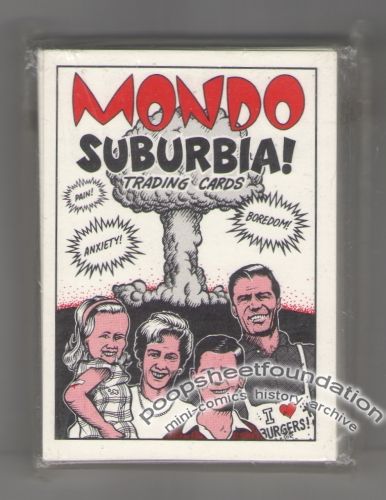 MONDO
SUBURBIA!
TRADING CARDS
PAIN!
BOREDOM!
ANXIETY!
poopsheetfoundation
mini-comics history archive
I ♥
BURGERS!!